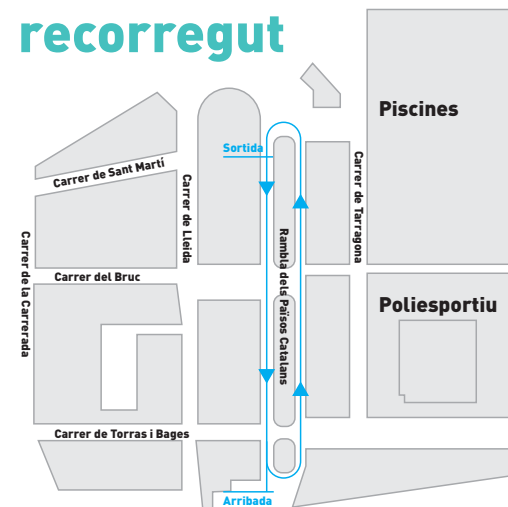 recorregut
Piscines
Sortida
Carrer de Sant Martí
Carrer de Lleida
Carrer de Tarragona
Rambla dels Països Catalans
Carrer de la Carrerada
Carrer del Bruc
Poliesportiu
Carrer de Torras i Bages
Arribada